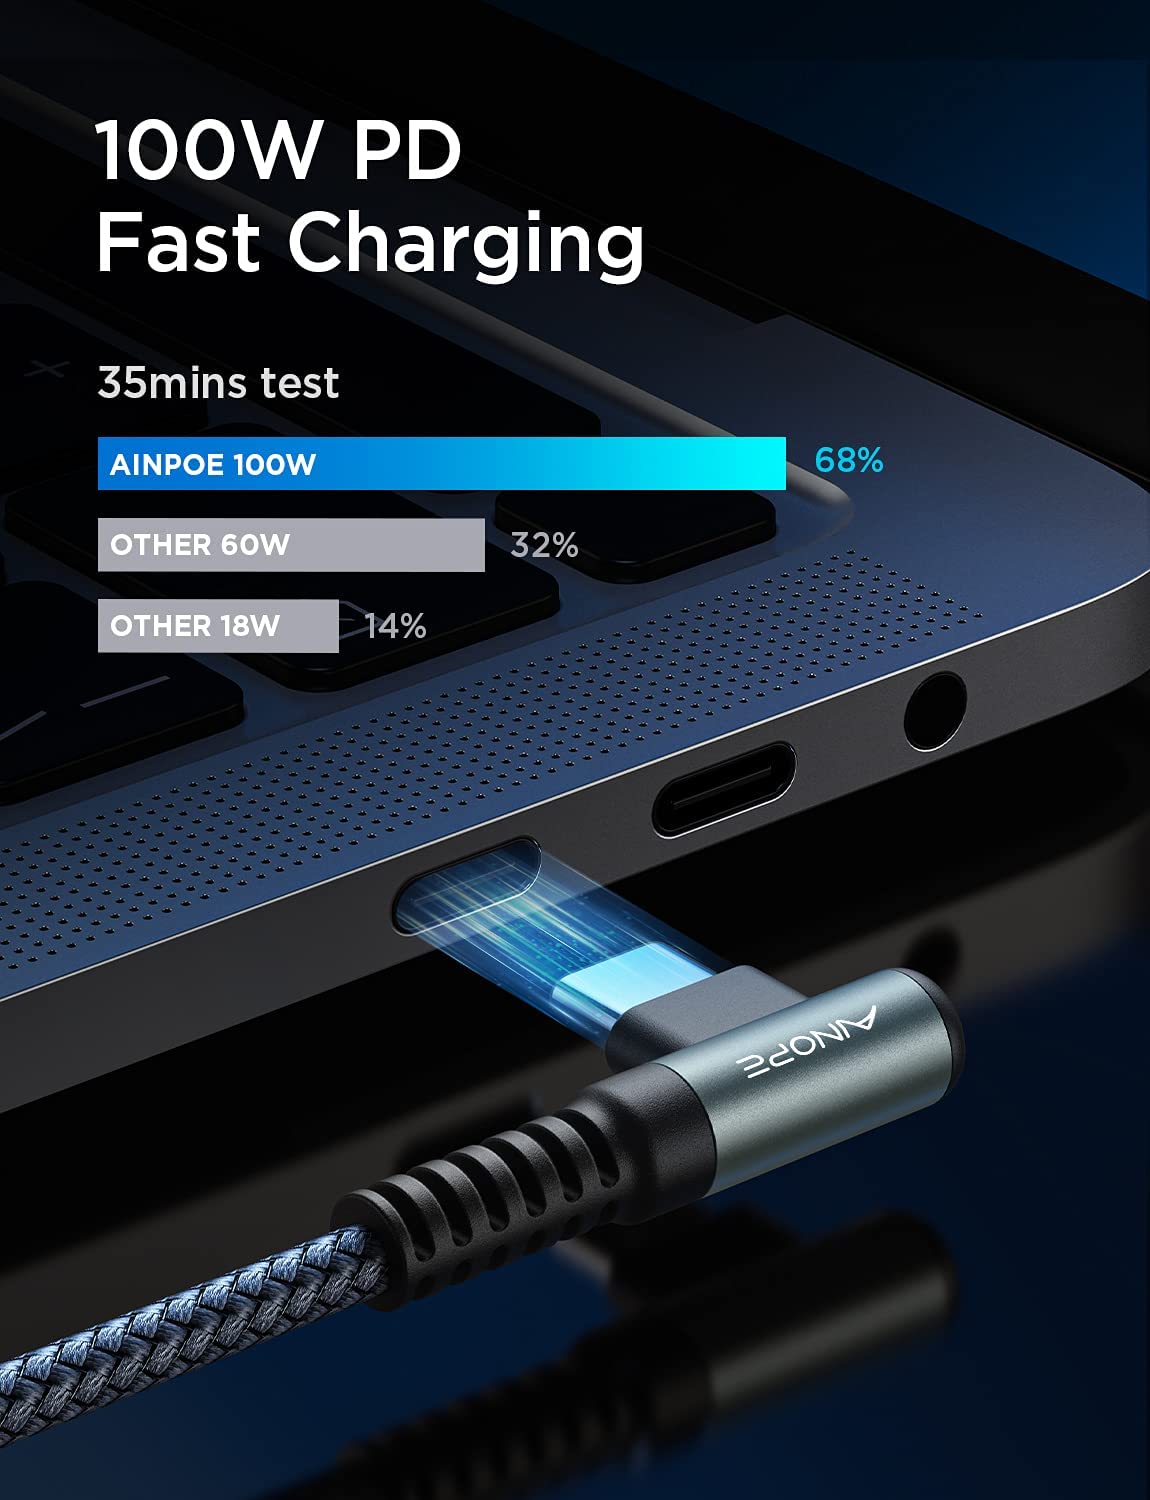 100W PD
Fast Charging
35mins test
AINPOE 100W 68%
OTHER 60W 32%
OTHER 18W 14%
AINOPE